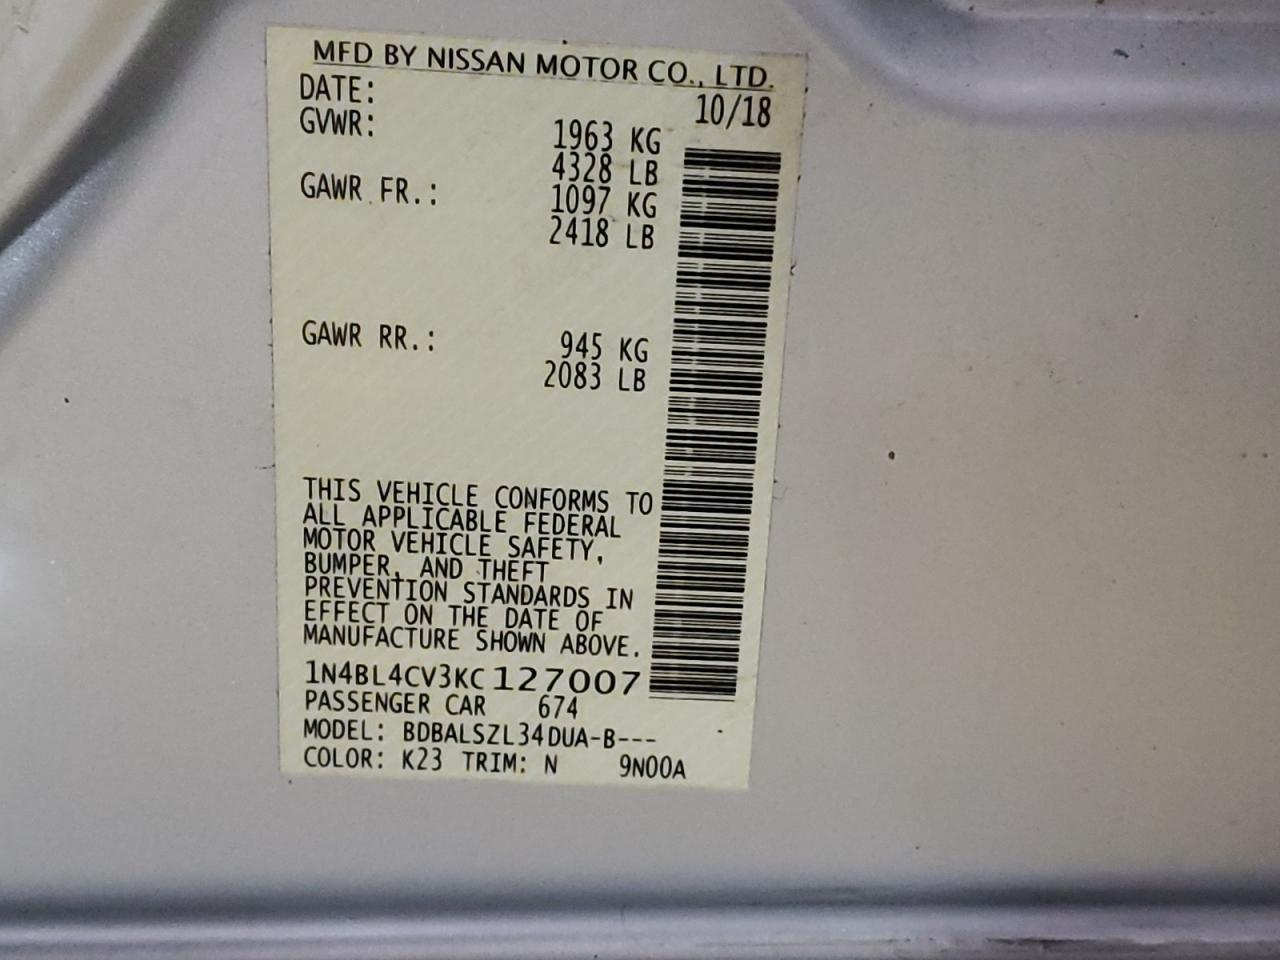 MFD BY NISSAN MOTOR CO., LTD.
DATE: 10/18
GVWR: 1963 KG
4328 LB
GAWR FR.: 1097 KG
2418 LB
GAWR RR.: 945 KG
2083 LB
THIS VEHICLE CONFORMS TO
ALL APPLICABLE FEDERAL
MOTOR VEHICLE SAFETY,
BUMPER, AND THEFT
PREVENTION STANDARDS IN
EFFECT ON THE DATE OF
MANUFACTURE SHOWN ABOVE.
1N4BL4CV3KC127007
PASSENGER CAR 674
MODEL: BDBALSZL34DUA-B---
COLOR: K23 TRIM: N 9N00A